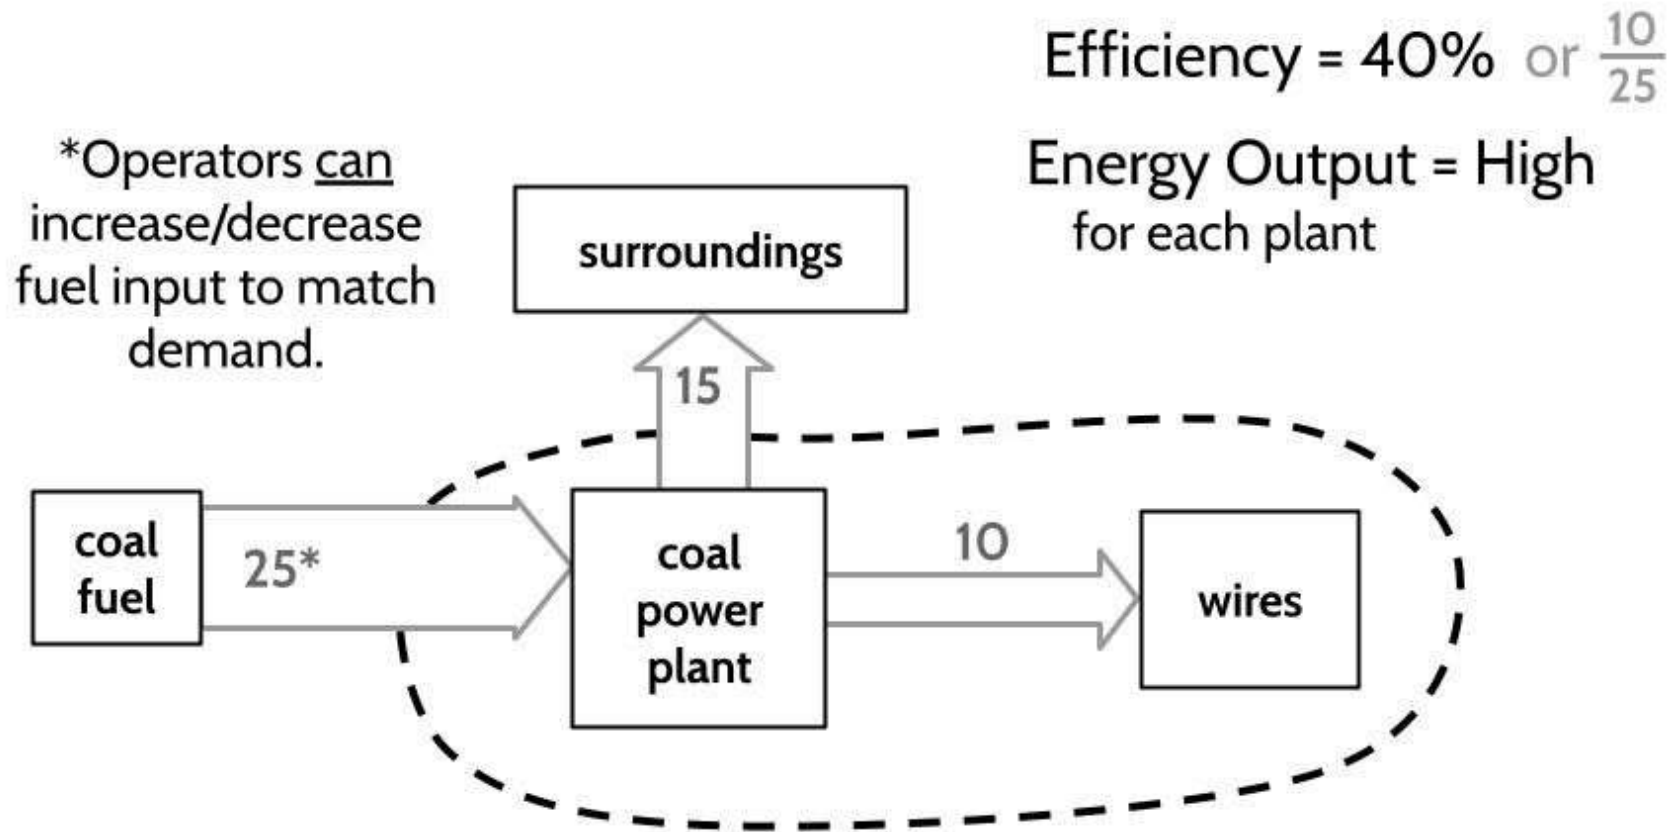 Efficiency = 40% or 10/25
Energy Output = High
for each plant
*Operators can
increase/decrease
fuel input to match
demand.
surroundings
15
coal
fuel
25*
coal
power
plant
10
wires